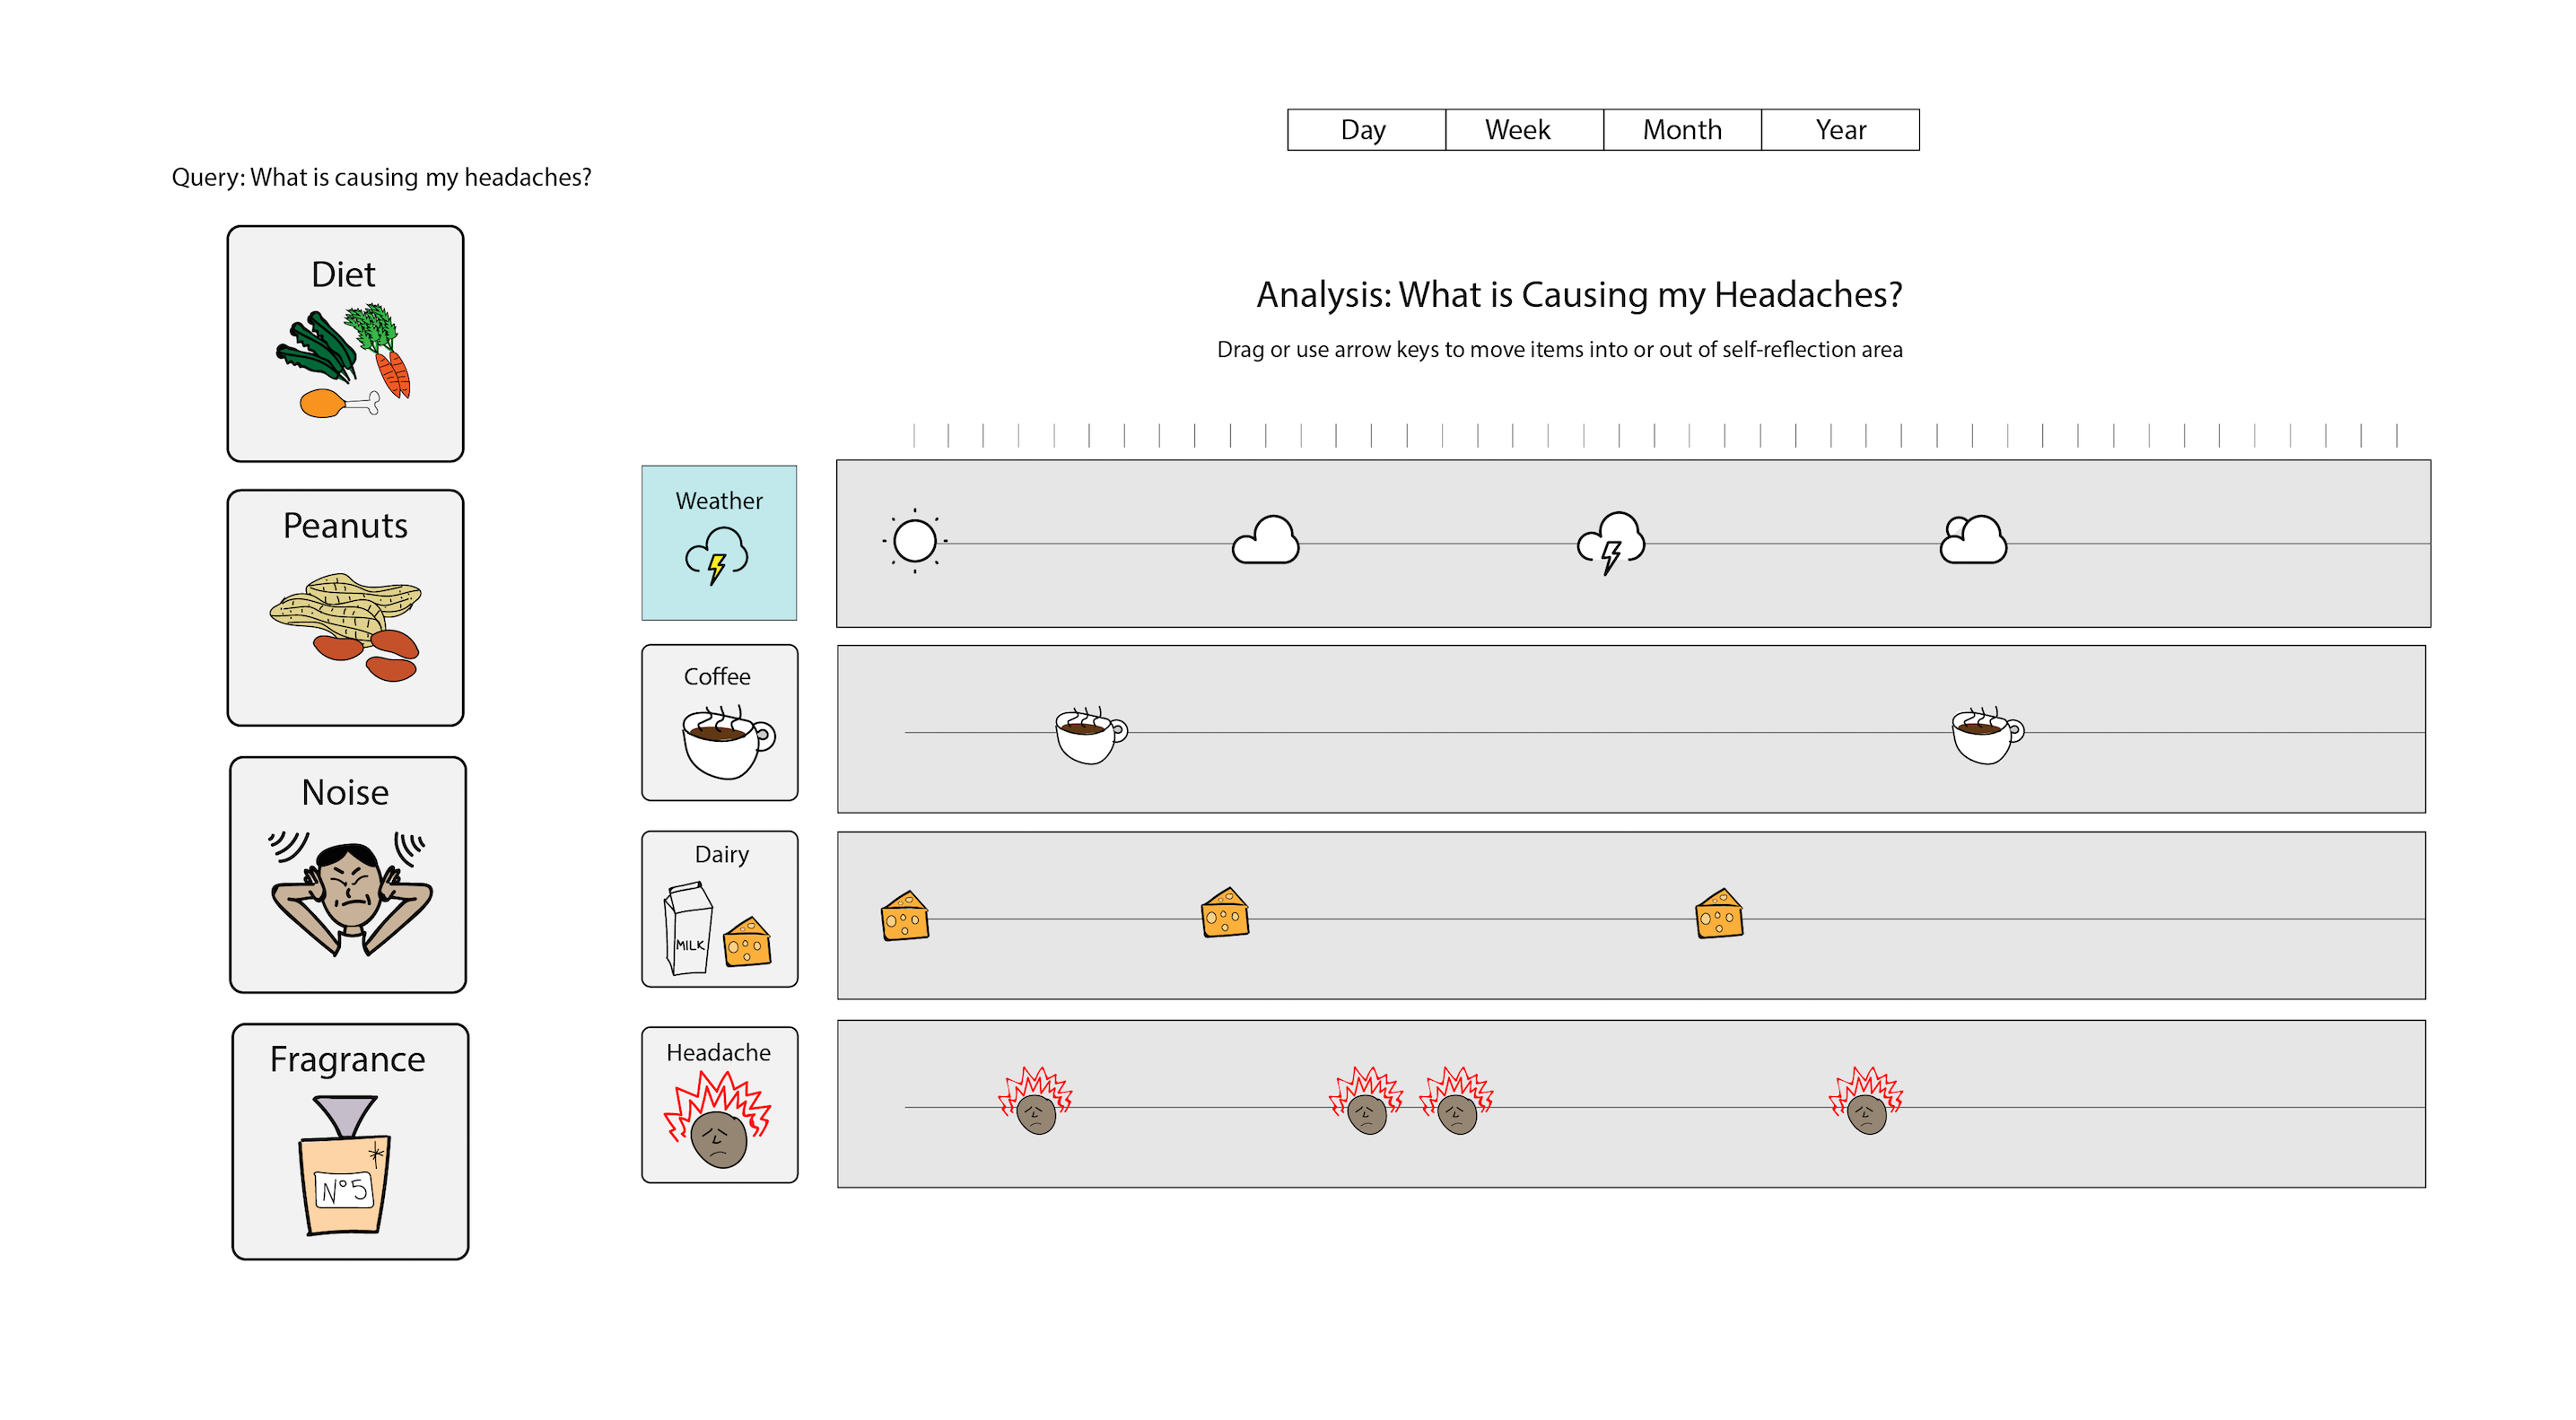 Day Week Month Year
Query: What is causing my headaches?
Diet
Peanuts
Noise
Fragrance
N°5
Analysis: What is Causing my Headaches?
Drag or use arrow keys to move items into or out of self-reflection area
Weather
Coffee
Dairy
MILK
Headache